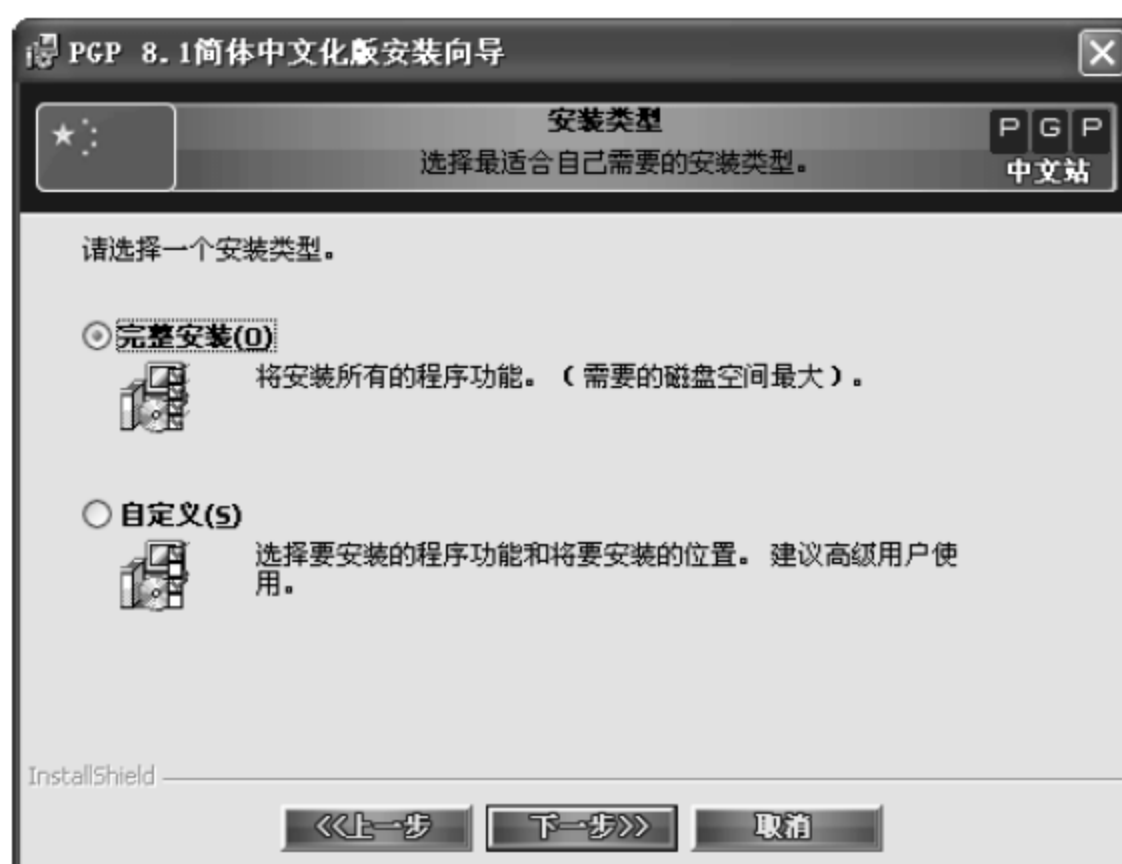 PGP 8.1简体中文化版安装向导
安装类型
选择最适合自己需要的安装类型。
P G P
中文站
请选择一个安装类型。
完整安装(O)
将安装所有的程序功能。（需要的磁盘空间最大）。
自定义(S)
选择要安装的程序功能和将要安装的位置。 建议高级用户使
用。
InstallShield
<<上一步
下一步>>
取消